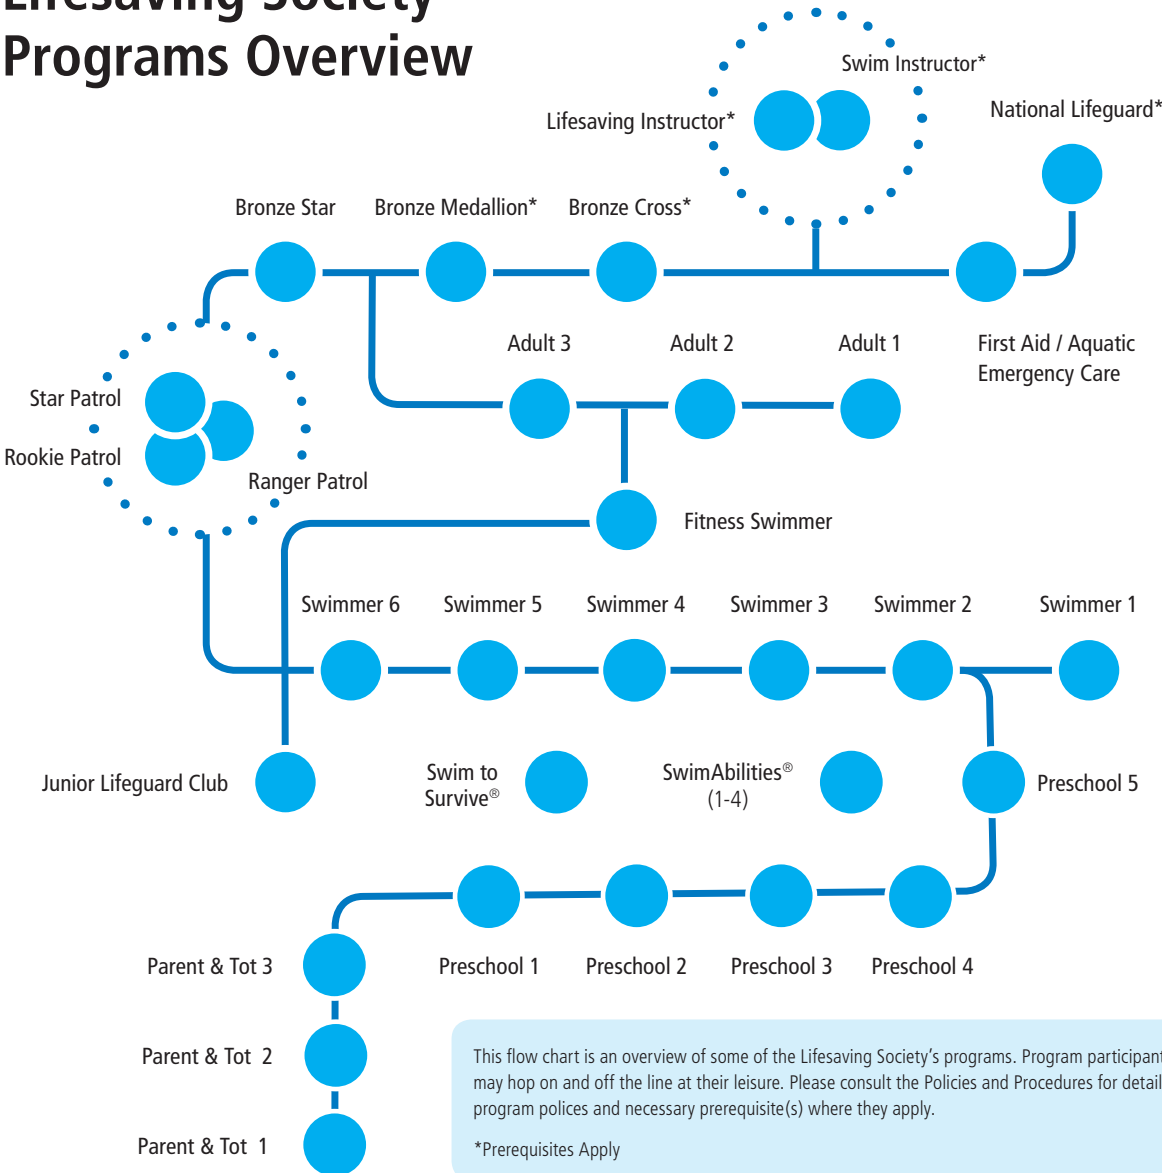 Lifesaving Society
Programs Overview
Swim Instructor*
Lifesaving Instructor*
National Lifeguard*
Bronze Star
Bronze Medallion*
Bronze Cross*
Adult 3
Adult 2
Adult 1
First Aid / Aquatic
Emergency Care
Star Patrol
Rookie Patrol
Ranger Patrol
Fitness Swimmer
Swimmer 6
Swimmer 5
Swimmer 4
Swimmer 3
Swimmer 2
Swimmer 1
Junior Lifeguard Club
Swim to
Survive®
SwimAbilities®
(1-4)
Preschool 5
Parent & Tot 3
Preschool 1
Preschool 2
Preschool 3
Preschool 4
Parent & Tot 2
Parent & Tot 1
This flow chart is an overview of some of the Lifesaving Society's programs. Program participant
may hop on and off the line at their leisure. Please consult the Policies and Procedures for detail
program polices and necessary prerequisite(s) where they apply.
*Prerequisites Apply